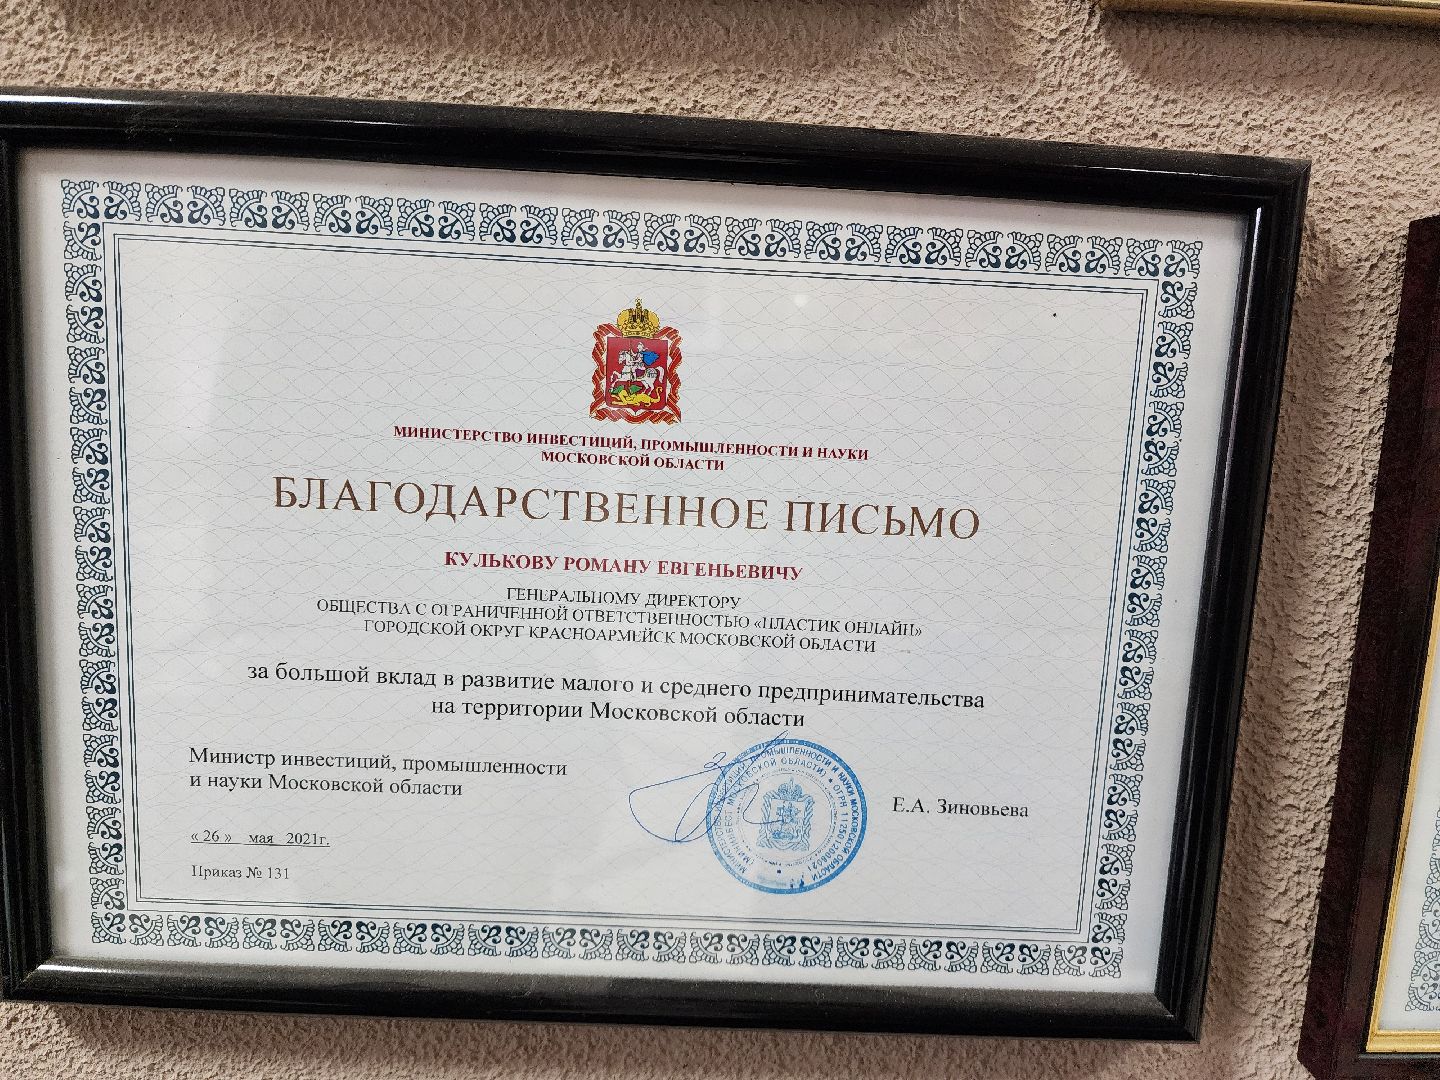 МИНИСТЕРСТВО ИНВЕСТИЦИЙ, ПРОМЫШЛЕННОСТИ И НАУКИ
МОСКОВСКОЙ ОБЛАСТИ
БЛАГОДАРСТВЕННОЕ ПИСЬМО
КУЛЬКОВУ РОМАНУ ЕВГЕНЬЕВИЧУ
ГЕНЕРАЛЬНОМУ ДИРЕКТОРУ
ОБЩЕСТВА С ОГРАНИЧЕННОЙ ОТВЕТСТВЕННОСТЬЮ «ПЛАСТИК ОНЛАЙН»
ГОРОДСКОЙ ОКРУГ КРАСНОАРМЕЙСК МОСКОВСКОЙ ОБЛАСТИ
за большой вклад в развитие малого и среднего предпринимательства
на территории Московской области
Министр инвестиций, промышленности
и науки Московской области
Е.А. Зиновьева
« 26 » мая 2021г.
Приказ № 131